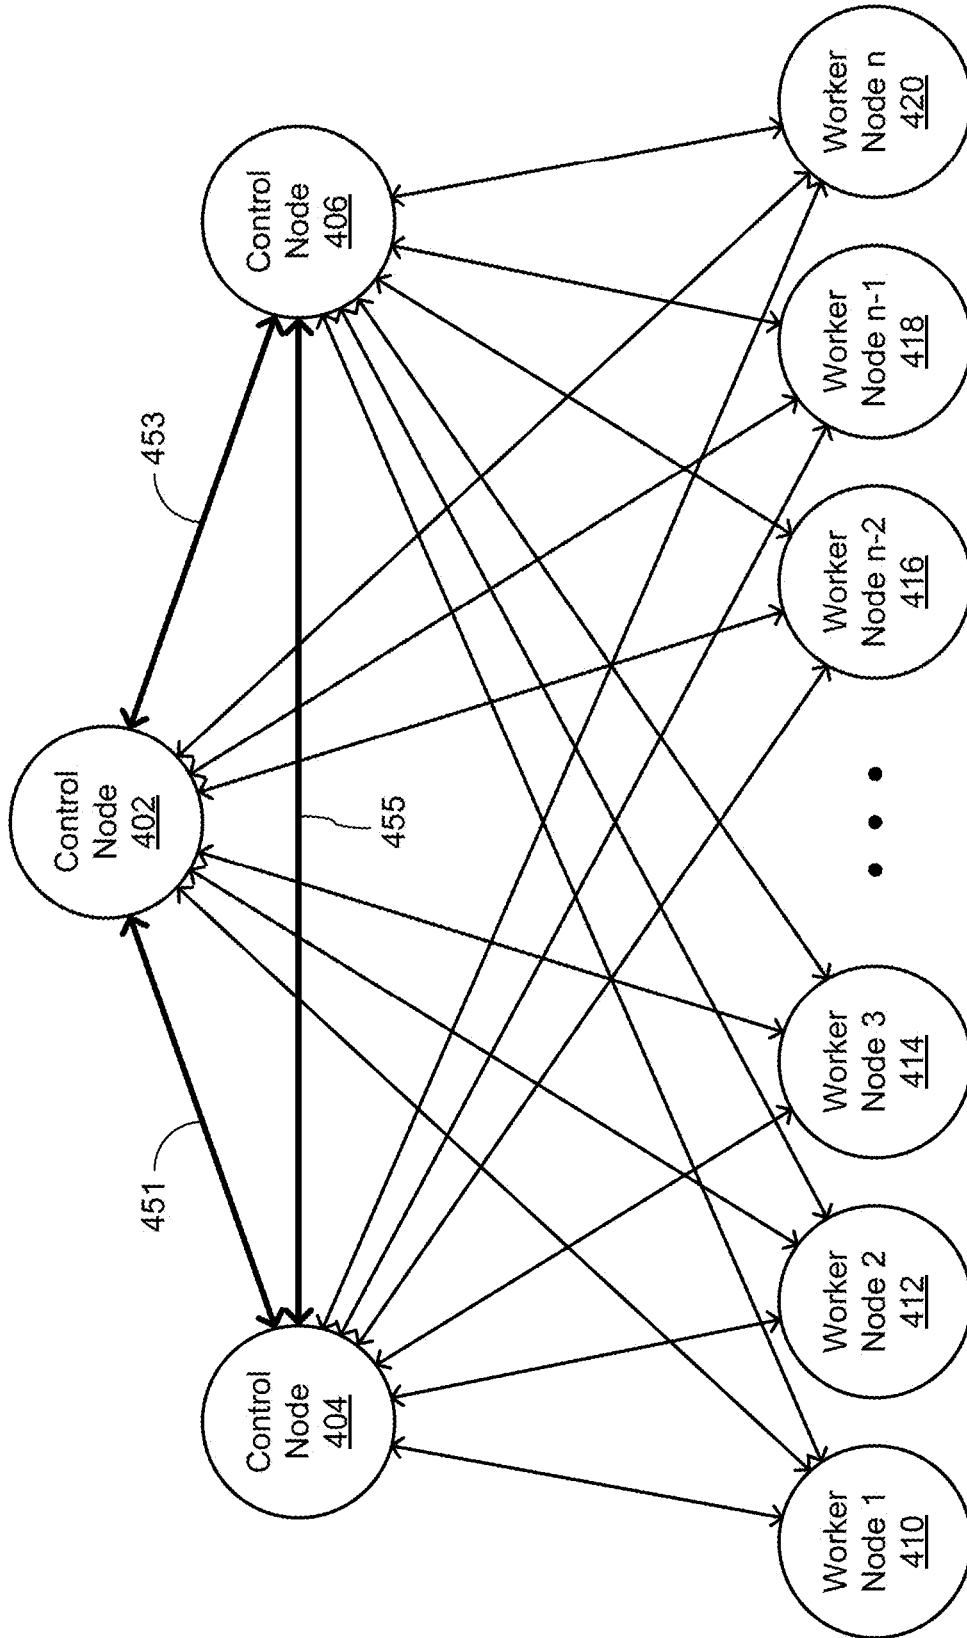 Control
Node
402
451
453
Control
Node
404
Control
Node
406
455
Worker
Node 1
410
Worker
Node 2
412
Worker
Node 3
414
Worker
Node n-2
416
Worker
Node n-1
418
Worker
Node n
420